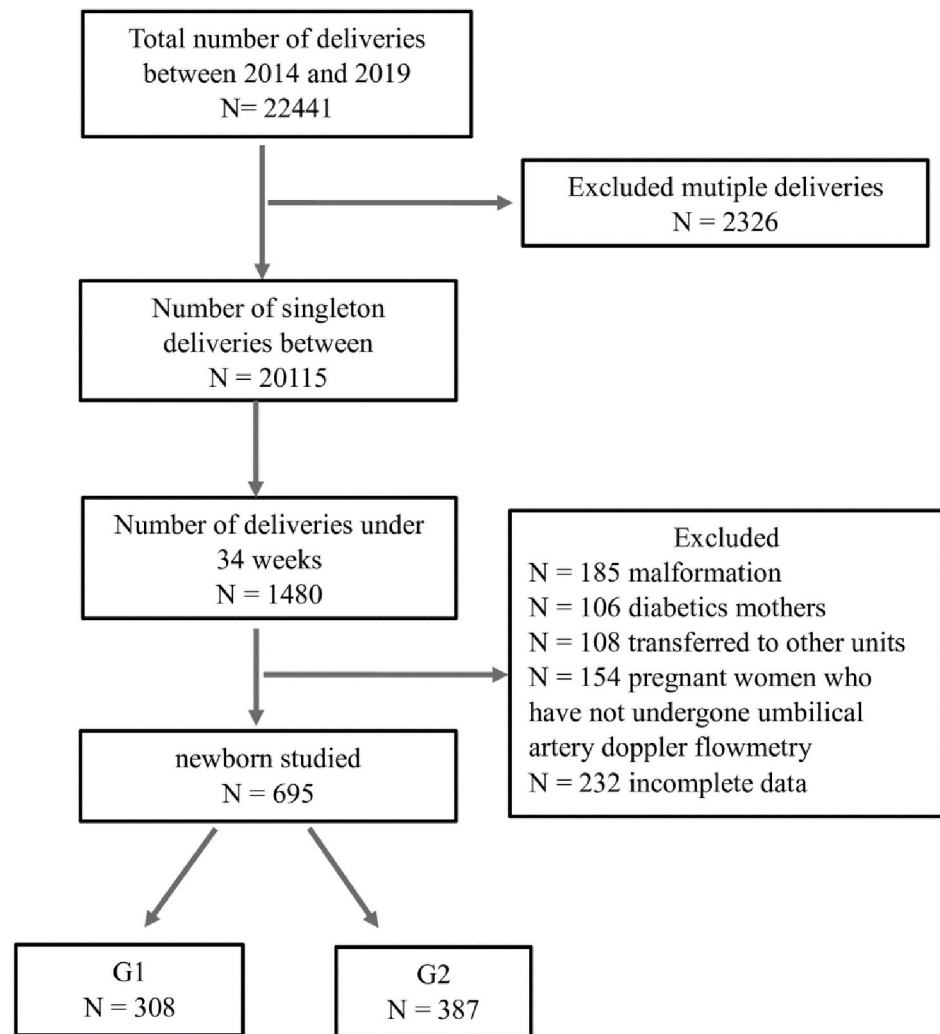 Total number of deliveries
between 2014 and 2019
N= 22441
Excluded mutiple deliveries
N = 2326
Number of singleton
deliveries between
N = 20115
Number of deliveries under
34 weeks
N = 1480
Excluded
N = 185 malformation
N = 106 diabetics mothers
N = 108 transferred to other units
N = 154 pregnant women who
have not undergone umbilical
artery doppler flowmetry
N = 232 incomplete data
newborn studied
N = 695
G1
N = 308
G2
N = 387